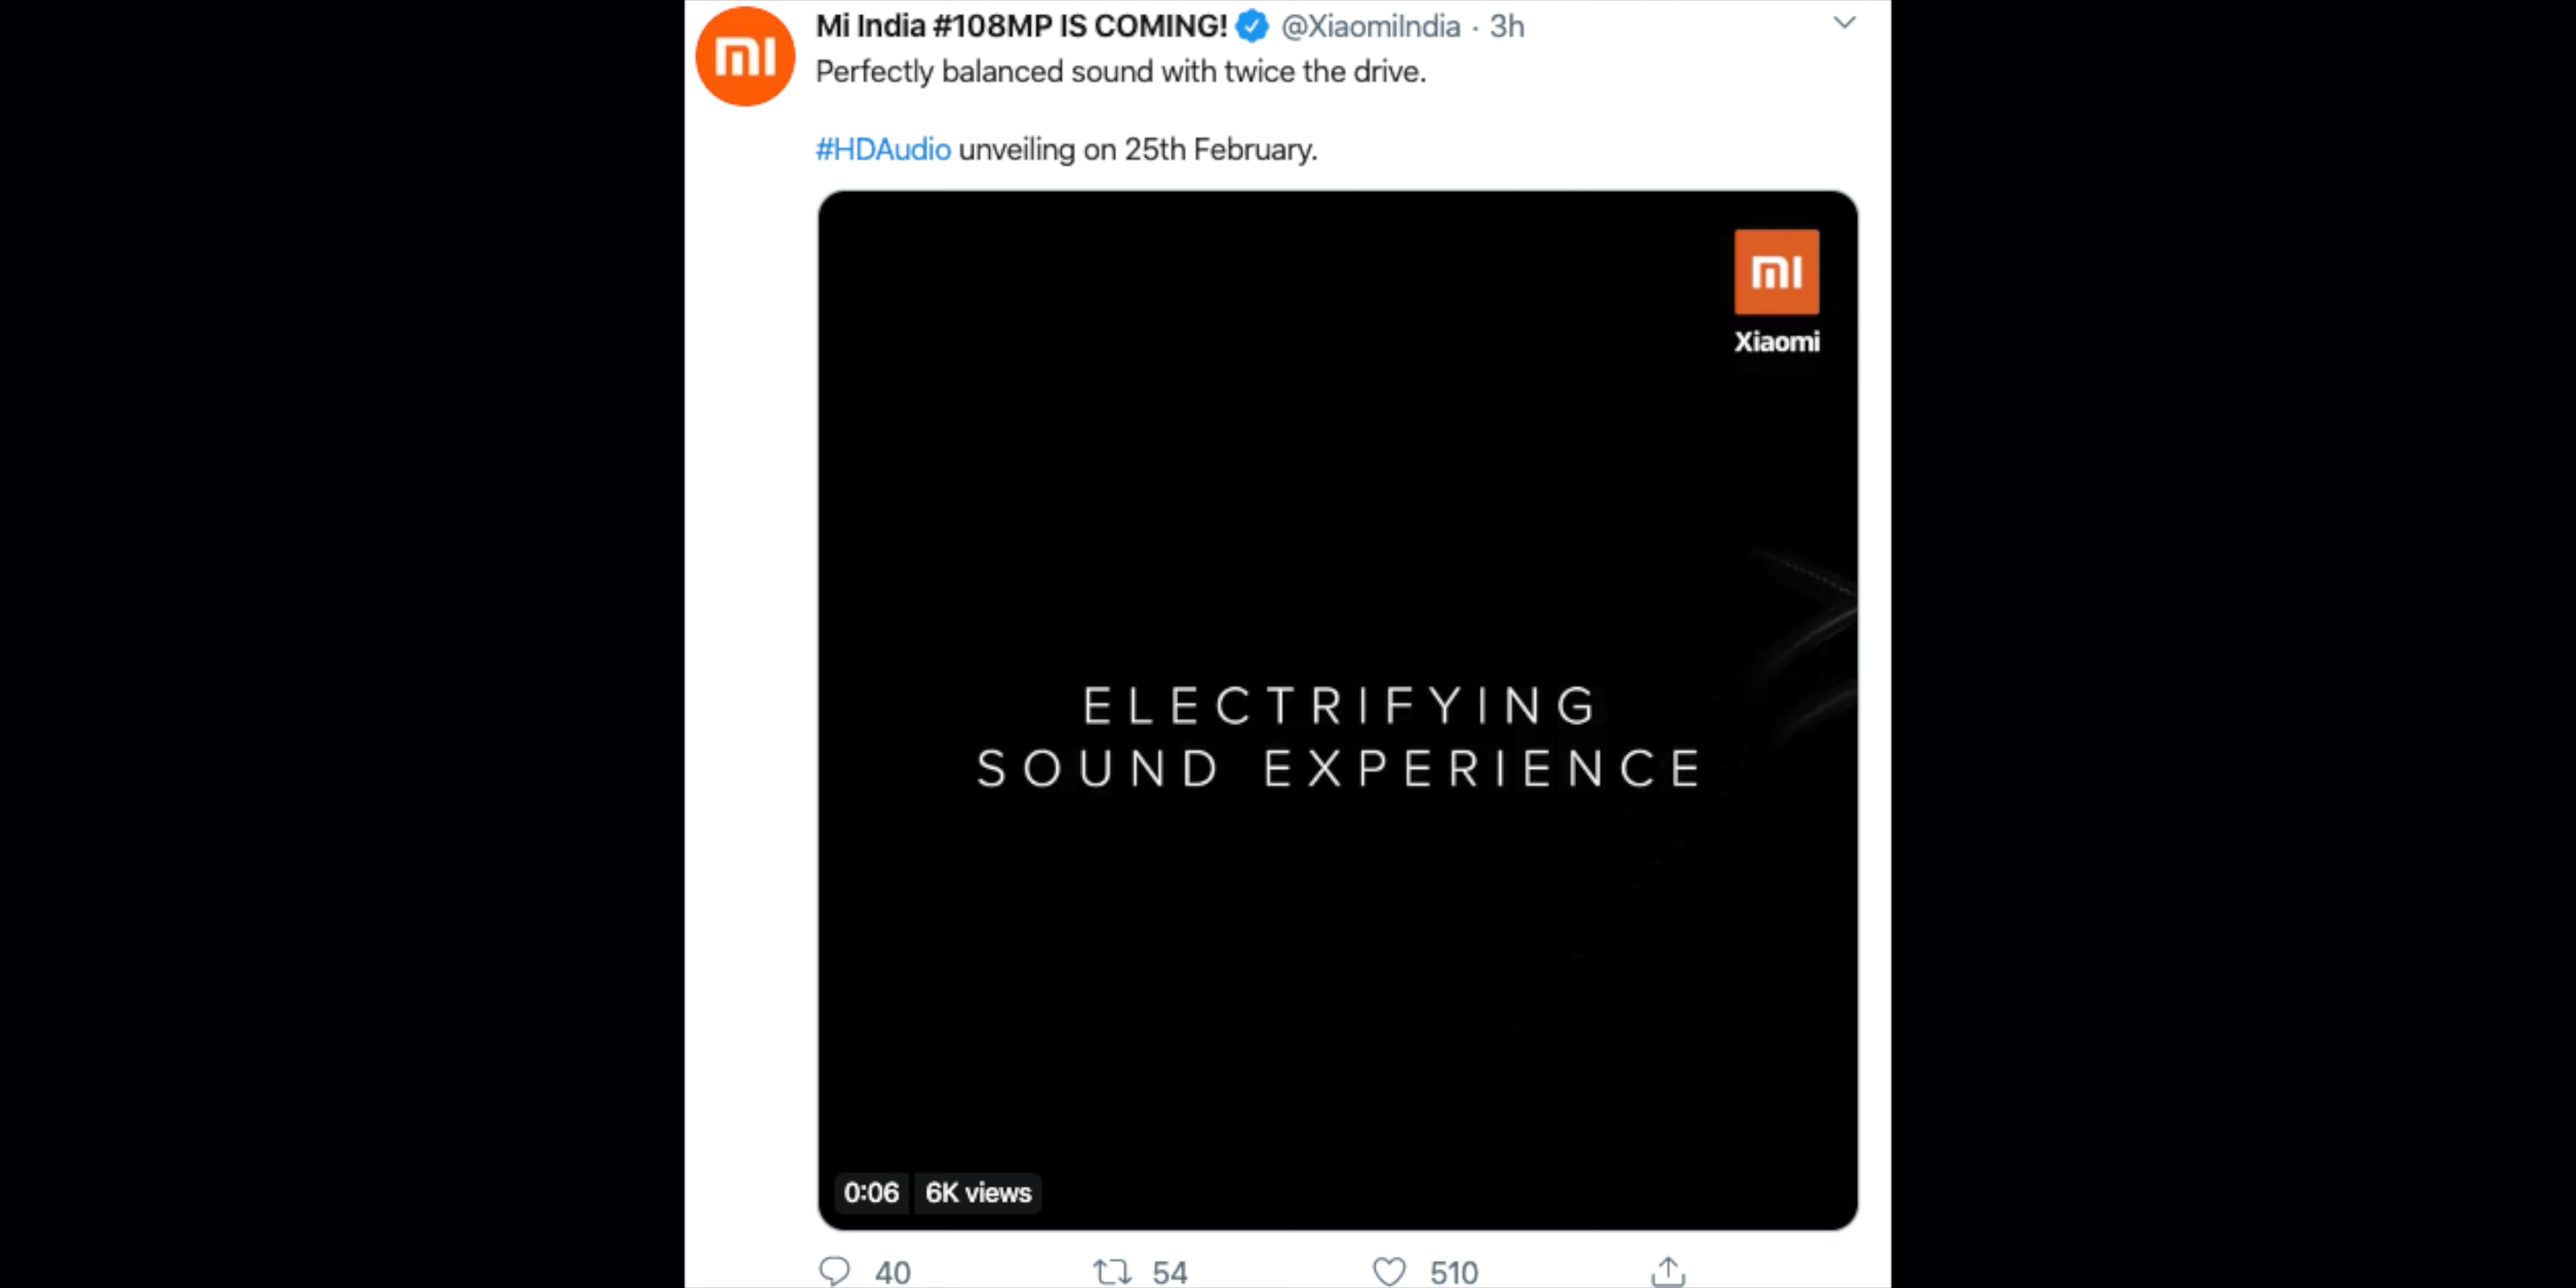 Mi India #108MP IS COMING! @XiaomiIndia · 3h
Perfectly balanced sound with twice the drive.
#HDAudio unveiling on 25th February.
mi
Xiaomi
ELECTRIFYING
SOUND EXPERIENCE
0:06 6K views
40 54 510